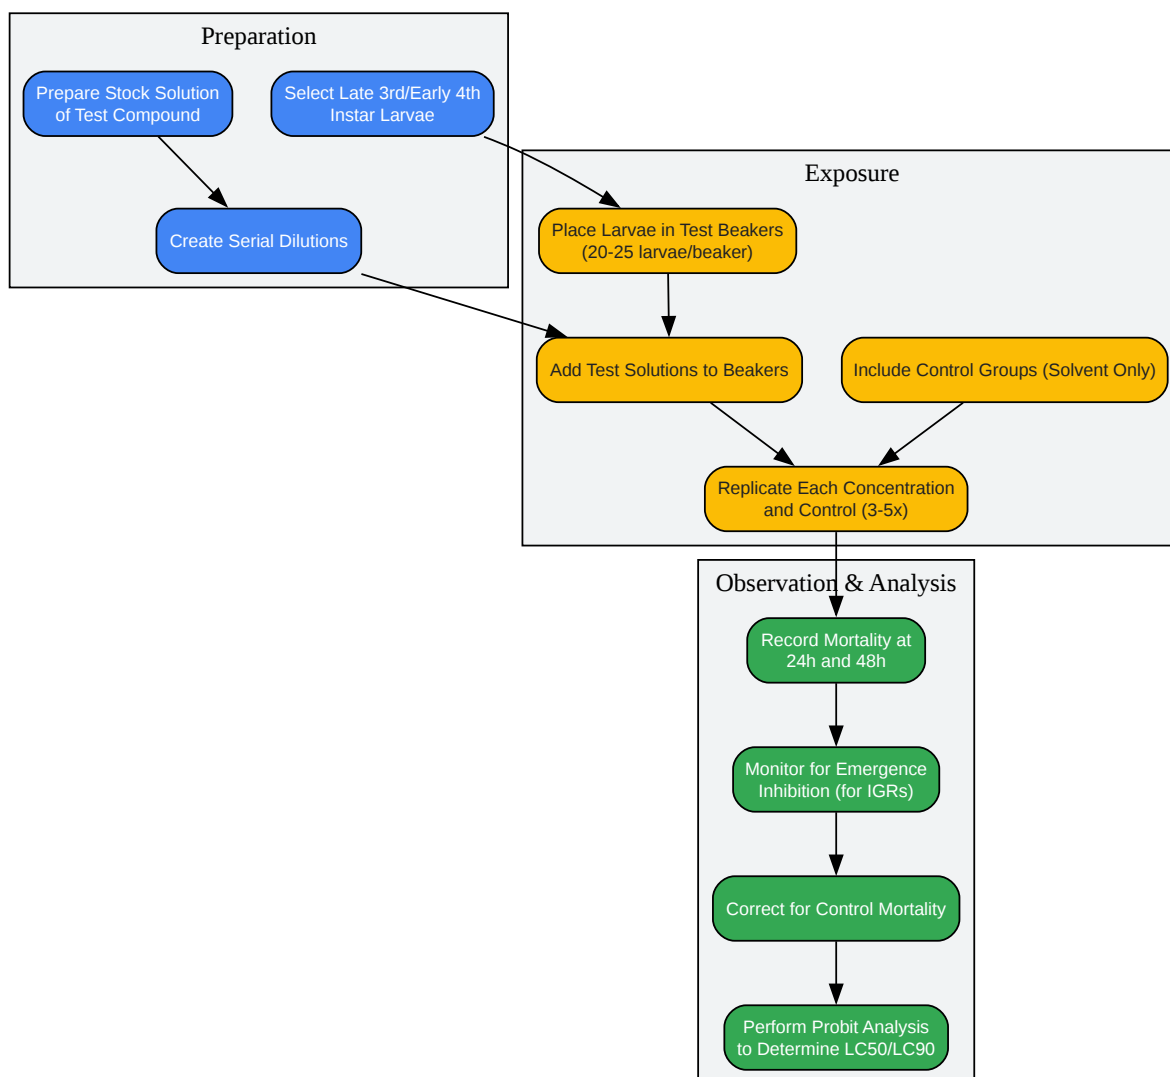 Preparation
Prepare Stock Solution
of Test Compound
Select Late 3rd/Early 4th
Instar Larvae
Create Serial Dilutions
Exposure
Place Larvae in Test Beakers
(20-25 larvae/beaker)
Add Test Solutions to Beakers
Include Control Groups (Solvent Only)
Replicate Each Concentration
and Control (3-5x)
Observation & Analysis
Record Mortality at
24h and 48h
Monitor for Emergence
Inhibition (for IGRs)
Correct for Control Mortality
Perform Probit Analysis
to Determine LC50/LC90